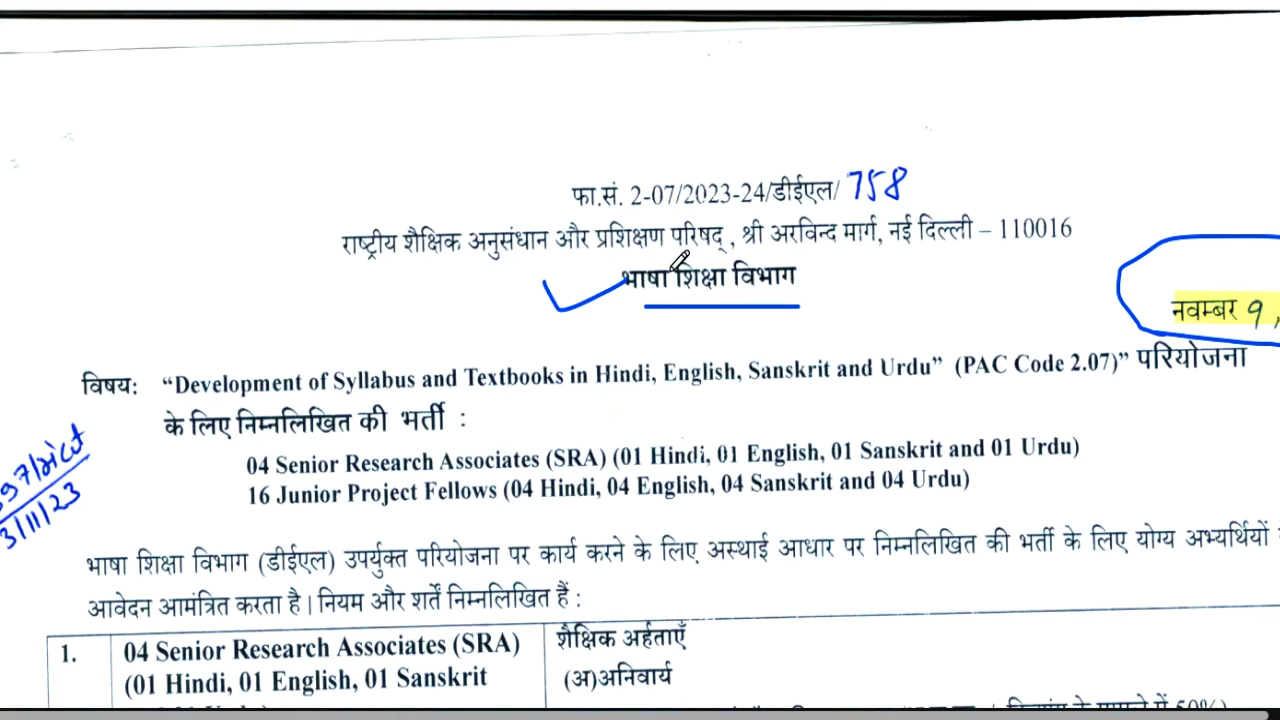 फा.सं. 2-07/2023-24/डीईएल/ 758
राष्ट्रीय शैक्षिक अनुसंधान और प्रशिक्षण परिषद्, श्री अरविन्द मार्ग, नई दिल्ली – 110016
भाषा शिक्षा विभाग
नवम्बर 9,
विषय: “Development of Syllabus and Textbooks in Hindi, English, Sanskrit and Urdu” (PAC Code 2.07)” परियोजना
के लिए निम्नलिखित की भर्ती :
04 Senior Research Associates (SRA) (01 Hindi, 01 English, 01 Sanskrit and 01 Urdu)
16 Junior Project Fellows (04 Hindi, 04 English, 04 Sanskrit and 04 Urdu)
3/11/23
भाषा शिक्षा विभाग (डीईएल) उपर्युक्त परियोजना पर कार्य करने के लिए अस्थाई आधार पर निम्नलिखित की भर्ती के लिए योग्य अभ्यर्थियों
आवेदन आमंत्रित करता है। नियम और शर्तें निम्नलिखित हैं :
1. 04 Senior Research Associates (SRA) शैक्षिक अर्हताएँ
(01 Hindi, 01 English, 01 Sanskrit (अ)अनिवार्य